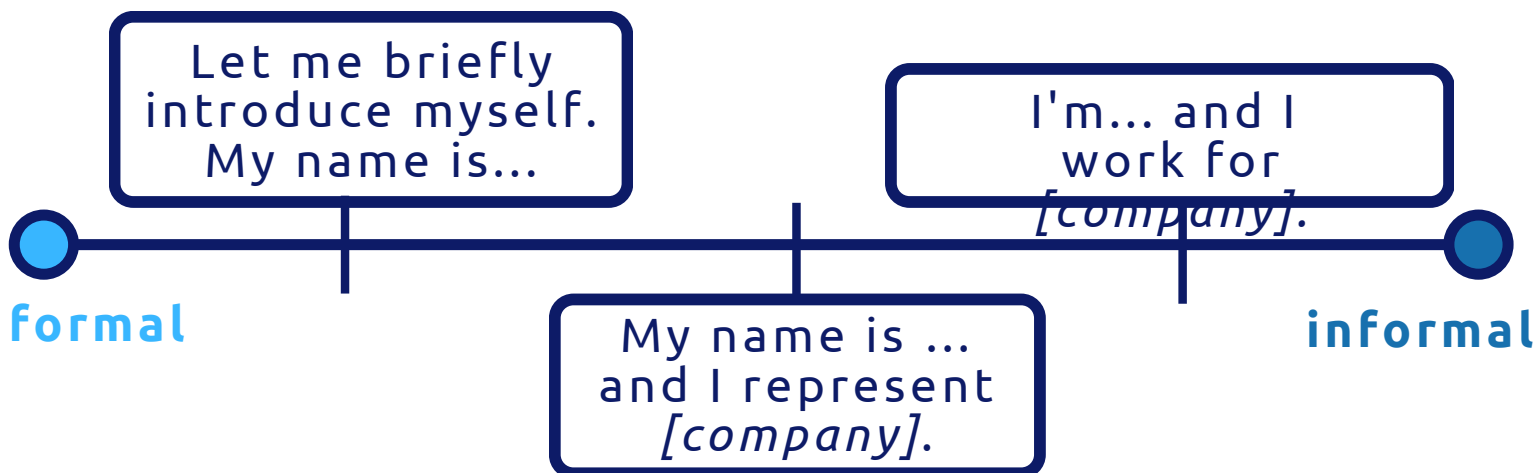 Let me briefly
introduce myself.
My name is...
I'm... and I
work for
[company].
formal
informal
My name is ...
and I represent
[company].